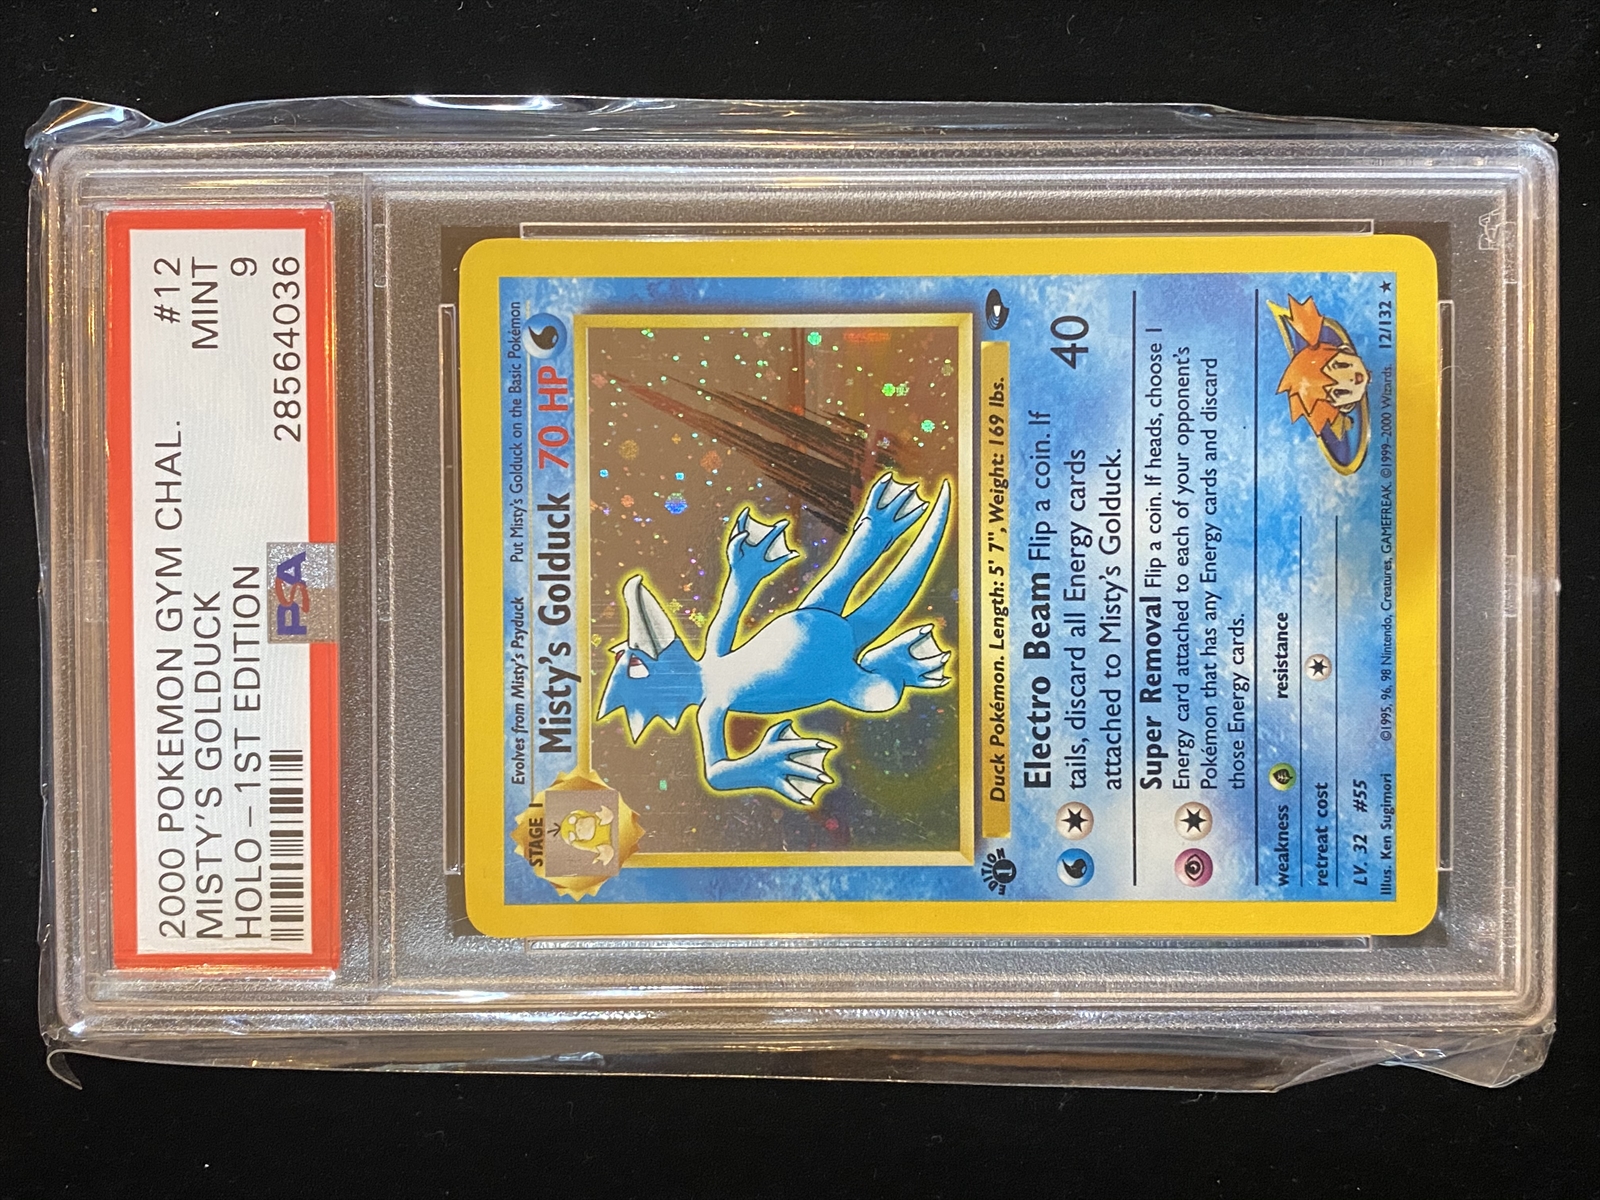 2000 POKEMON GYM CHAL. #12
MISTY'S GOLDUCK MINT
HOLO-1ST EDITION 9
28564036
PSA
STAGE 1
Evolves from Misty's Psyduck Put Misty's Golduck on the Basic Pokémon
Misty's Golduck 70 HP
EDITION
1
Duck Pokémon. Length: 5' 7", Weight: 169 lbs.
Electro Beam Flip a coin. If
tails, discard all Energy cards
attached to Misty's Golduck.
40
Super Removal Flip a coin. If heads, choose 1
Energy card attached to each of your opponent's
Pokémon that has any Energy cards and discard
those Energy cards.
weakness resistance
retreat cost
LV. 32 #55
Illus. Ken Sugimori ©1995, 96, 98 Nintendo, Creatures, GAMEFREAK. ©1999-2000 Wizards. 12/132 ★